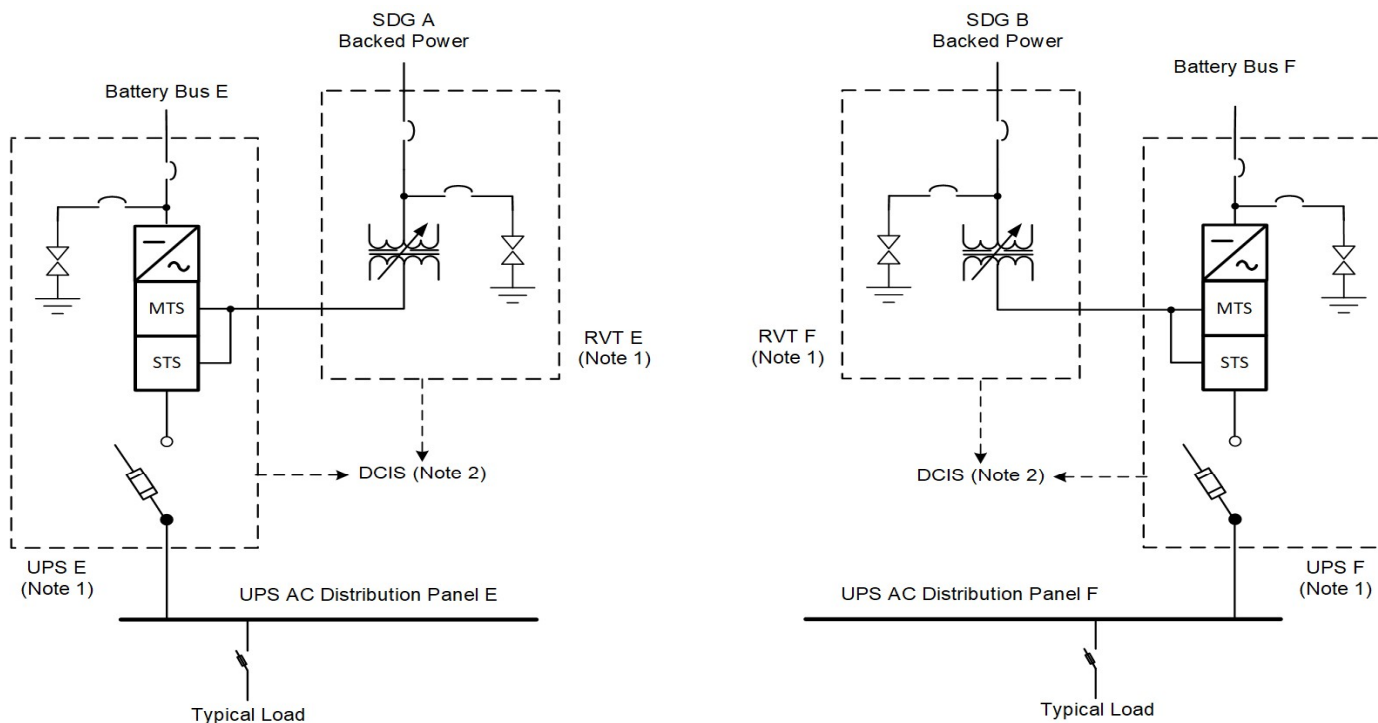 SDG A
Backed Power
Battery Bus E
MTS
STS
RVT E
(Note 1)
DCIS (Note 2)
UPS E
(Note 1)
UPS AC Distribution Panel E
Typical Load
SDG B
Backed Power
Battery Bus F
MTS
STS
RVT F
(Note 1)
DCIS (Note 2)
UPS F
(Note 1)
UPS AC Distribution Panel F
Typical Load